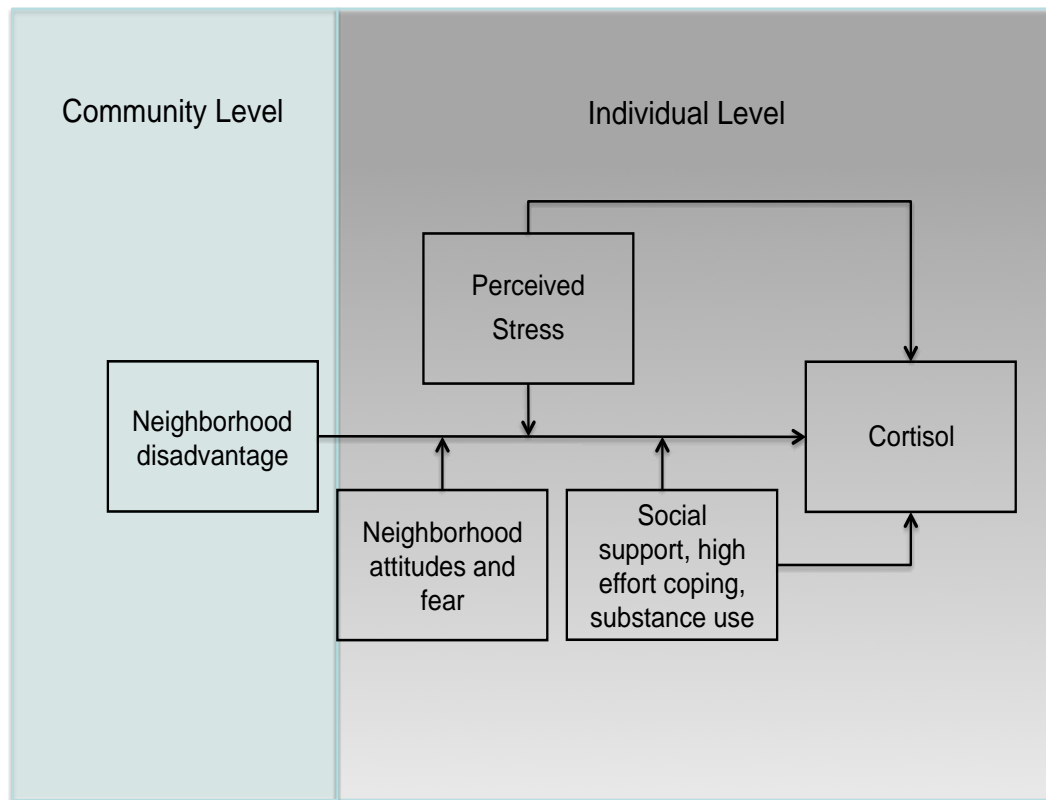 Community Level
Individual Level
Perceived
Stress
Neighborhood
disadvantage
Cortisol
Neighborhood
attitudes and
fear
Social
support, high
effort coping,
substance use